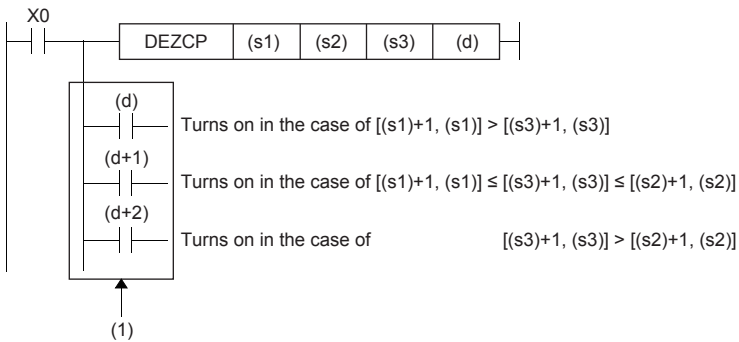 X0
DEZCP (s1) (s2) (s3) (d)
(d)
Turns on in the case of [(s1)+1, (s1)] > [(s3)+1, (s3)]
(d+1)
Turns on in the case of [(s1)+1, (s1)] ≤ [(s3)+1, (s3)] ≤ [(s2)+1, (s2)]
(d+2)
Turns on in the case of [(s3)+1, (s3)] > [(s2)+1, (s2)]
(1)